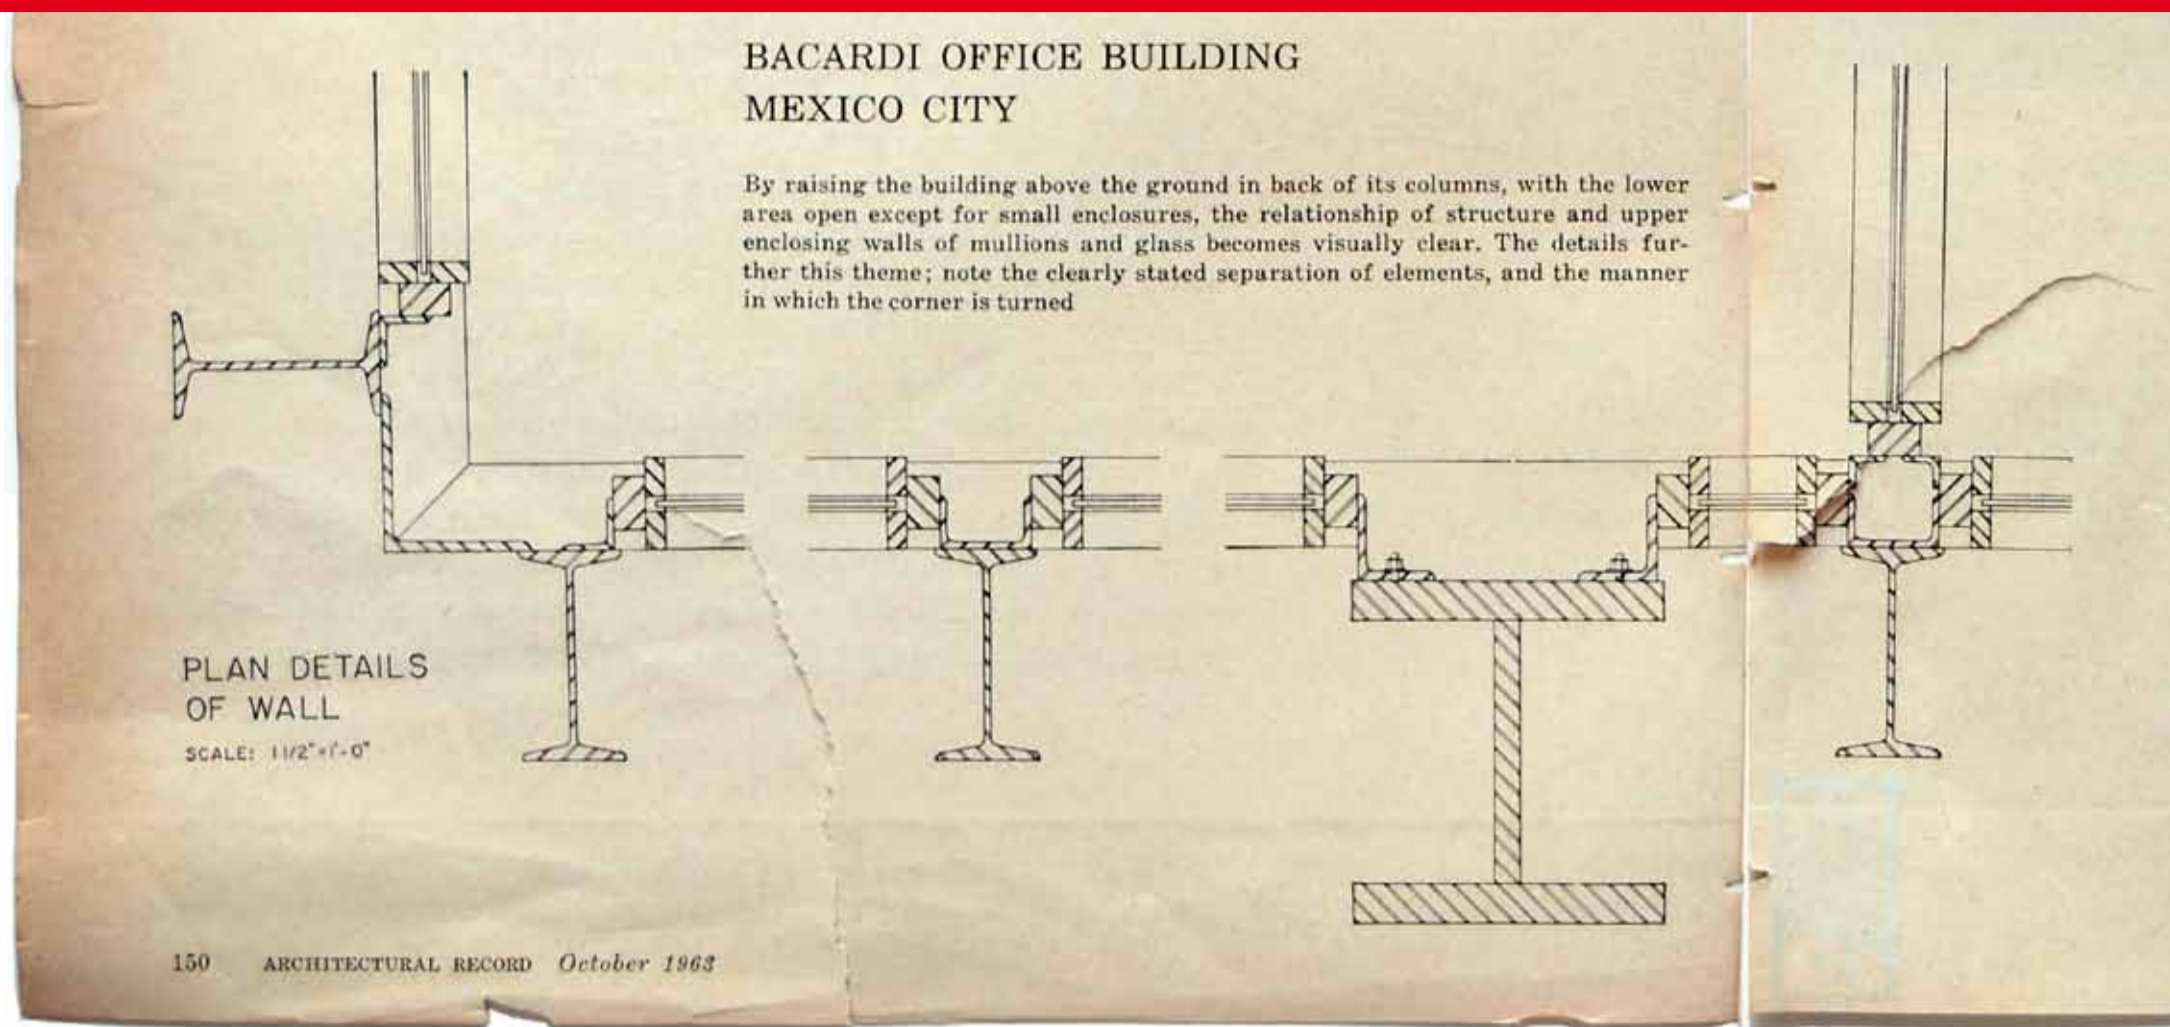 BACARDI OFFICE BUILDING
MEXICO CITY
By raising the building above the ground in back of its columns, with the lower
area open except for small enclosures, the relationship of structure and upper
enclosing walls of mullions and glass becomes visually clear. The details fur-
ther this theme; note the clearly stated separation of elements, and the manner
in which the corner is turned
PLAN DETAILS
OF WALL
SCALE: 1 1/2"=1'-0"
150 ARCHITECTURAL RECORD October 1963